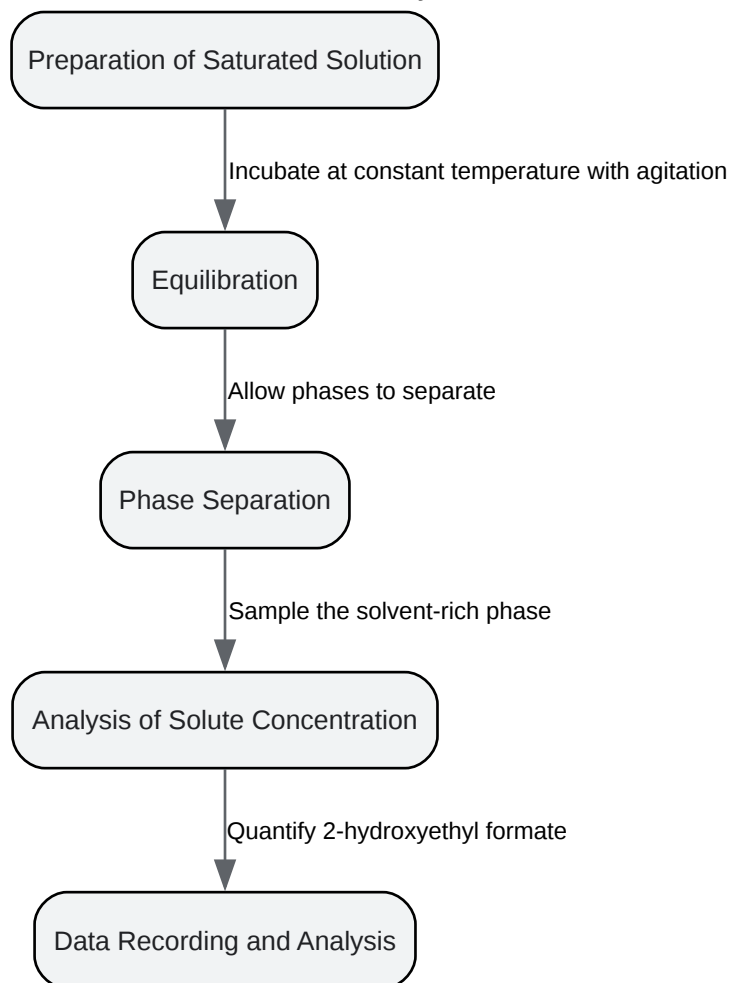 Preparation of Saturated Solution
Incubate at constant temperature with agitation
Equilibration
Allow phases to separate
Phase Separation
Sample the solvent-rich phase
Analysis of Solute Concentration
Quantify 2-hydroxyethyl formate
Data Recording and Analysis